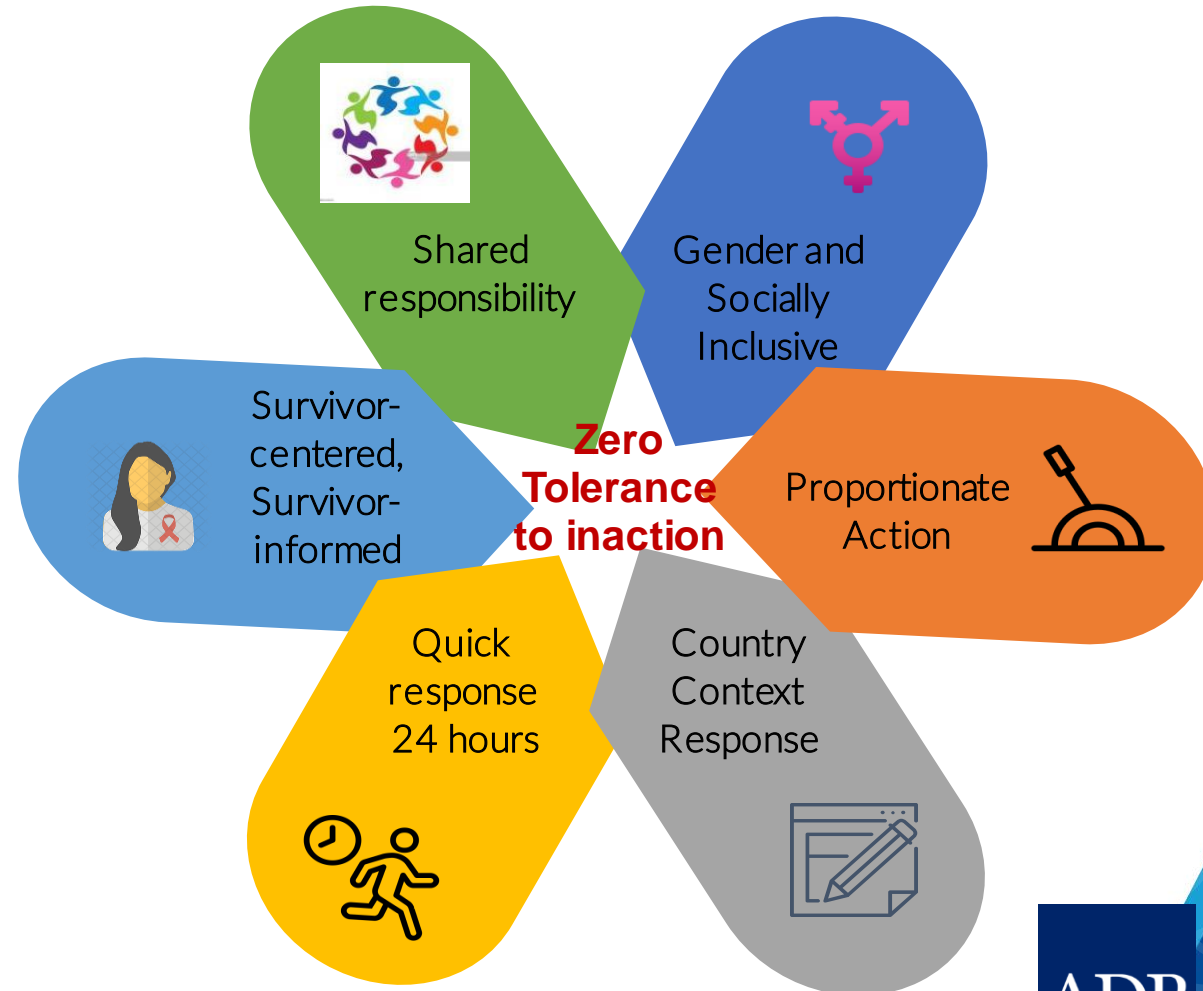 Shared
responsibility
Gender and
Socially
Inclusive
Survivor-
centered,
Survivor-
informed
Zero
Tolerance
to inaction
Proportionate
Action
Quick
response
24 hours
Country
Context
Response
ADB